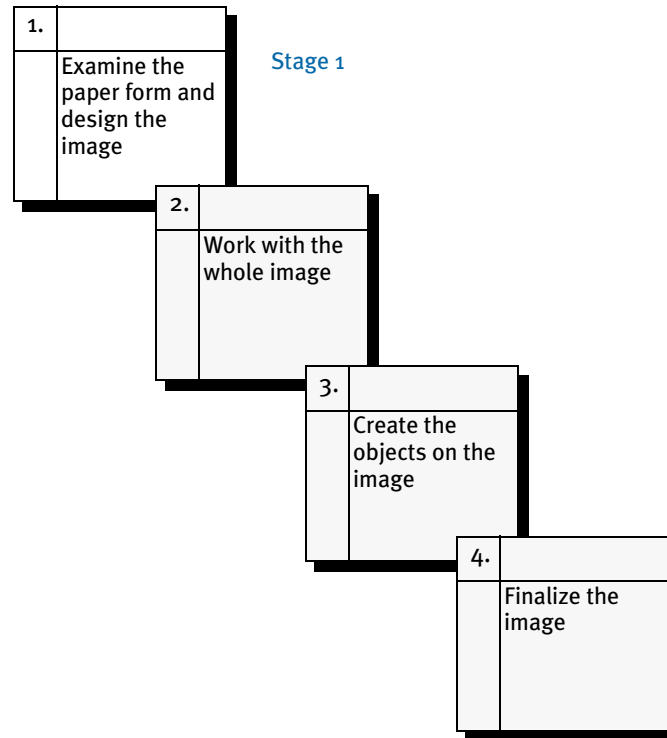 1.
Stage 1
Examine the
paper form and
design the
image
2.
Work with the
whole image
3.
Create the
objects on the
image
4.
Finalize the
image